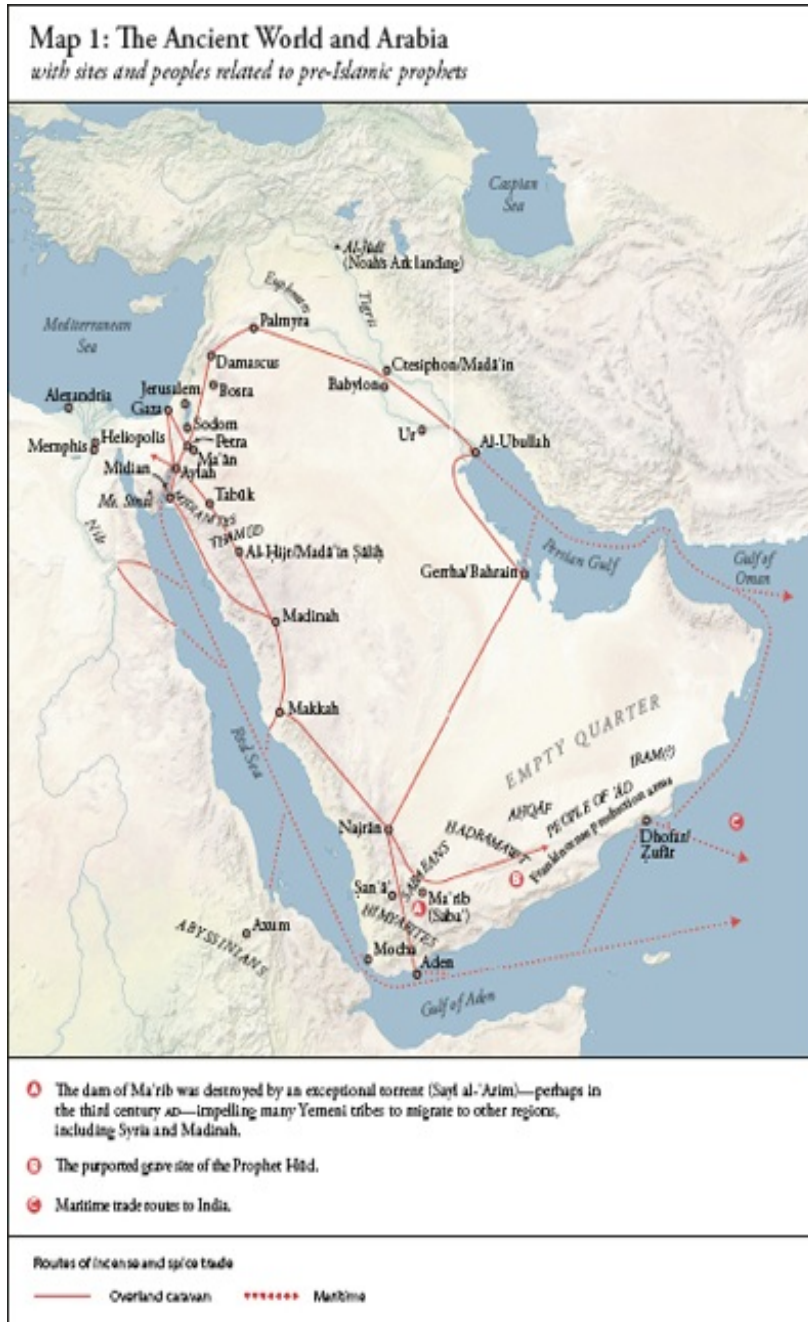 Map 1: The Ancient World and Arabia
with sites and peoples related to pre-Islamic prophets
Caspian
Sea
Al-Jūdī
(Noah's Ark landing)
Euphrates
Tigris
Mediterranean
Sea
Palmyra
Damascus
Ctesiphon/Madā'in
Babylon
Bosra
Jerusalem
Alexandria
Gaza
Sodom
Ur
Al-Ubullah
Heliopolis
Memphis
Petra
Ma'ān
Midian
Aylah
Mt. Sinai
Tabūk
MIDIANITES
THAMŪD
Nile
Al-Ḥijr/Madā'in Ṣāliḥ
Gerrha/Bahrain
Persian Gulf
Gulf of
Oman
Madinah
Makkah
Red Sea
EMPTY QUARTER
IRAM(?)
AHQĀF
PEOPLE OF 'ĀD
Frankincense production area
Najrān
HADRAMAWT
Dhofar/
Ẓufār
C
SABAEANS
B
Ṣan'ā'
Ma'rib
(Saba')
A
HIMYARITES
Axum
ABYSSINIANS
Mocha
Aden
Gulf of Aden
A The dam of Ma'rib was destroyed by an exceptional torrent (Sayl al-'Arim)—perhaps in
the third century AD—impelling many Yemeni tribes to migrate to other regions,
including Syria and Madinah.
B The purported grave site of the Prophet Hūd.
C Maritime trade routes to India.
Routes of incense and spice trade
Overland caravan Maritime